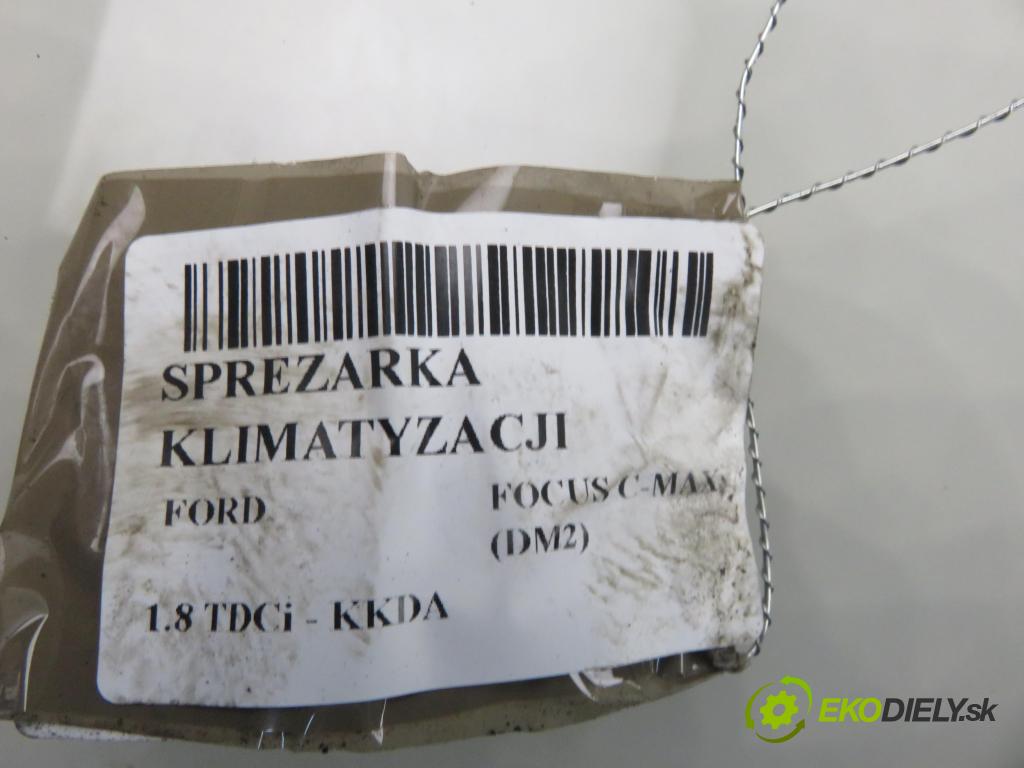 SPREZARKA
KLIMATYZACJI
FORD
FOCUS C-MAX
(DM2)
1.8 TDCi - KKDA
EKODIELY.sk